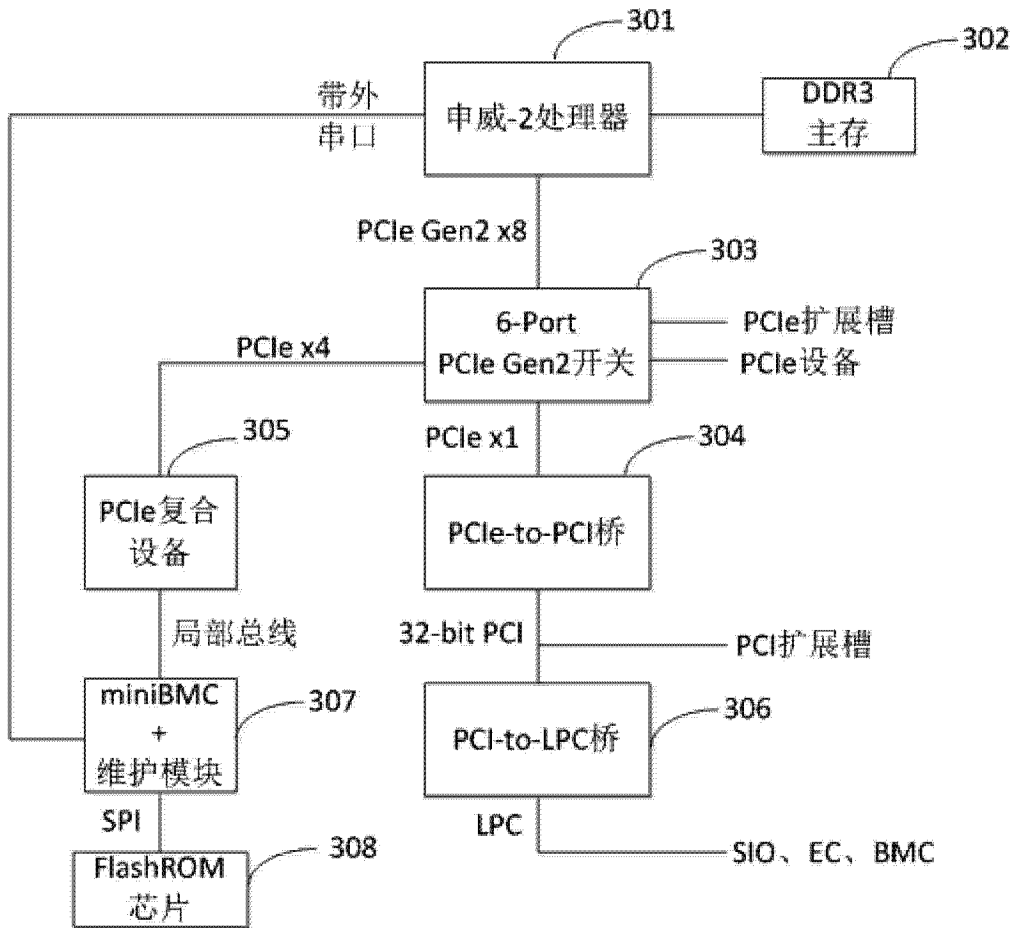 301
302
带外
串口
申威-2处理器
DDR3
主存
PCIe Gen2 x8
303
6-Port
PCIe Gen2开关
PCIe扩展槽
PCIe设备
PCIe x4
305
PCIe x1
304
PCIe复合
设备
PCIe-to-PCI桥
局部总线
32-bit PCI
PCI扩展槽
miniBMC
+
维护模块
307
PCI-to-LPC桥
306
SPI
LPC
FlashROM
芯片
308
SIO、EC、BMC